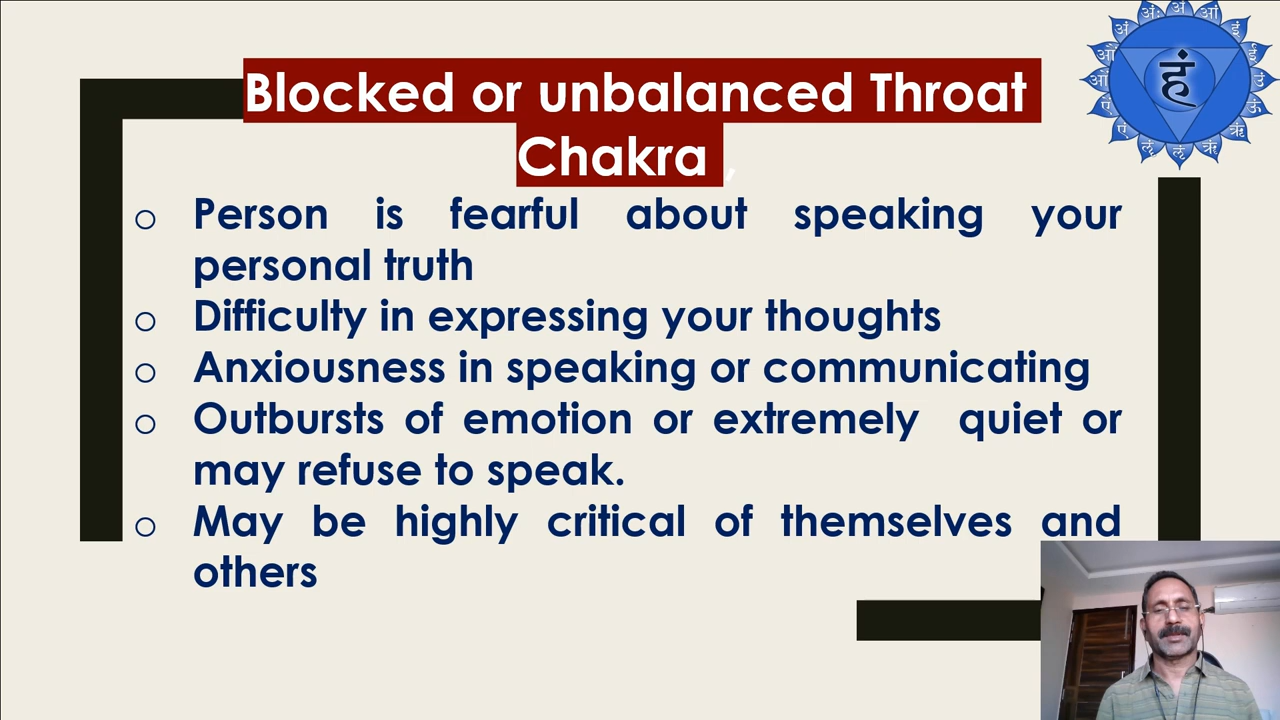 Blocked or unbalanced Throat
Chakra ,
o Person is fearful about speaking your
personal truth
o Difficulty in expressing your thoughts
o Anxiousness in speaking or communicating
o Outbursts of emotion or extremely quiet or
may refuse to speak.
o May be highly critical of themselves and
others
हं
अं
अः
अं
आं
इं
ईं
उं
ऊं